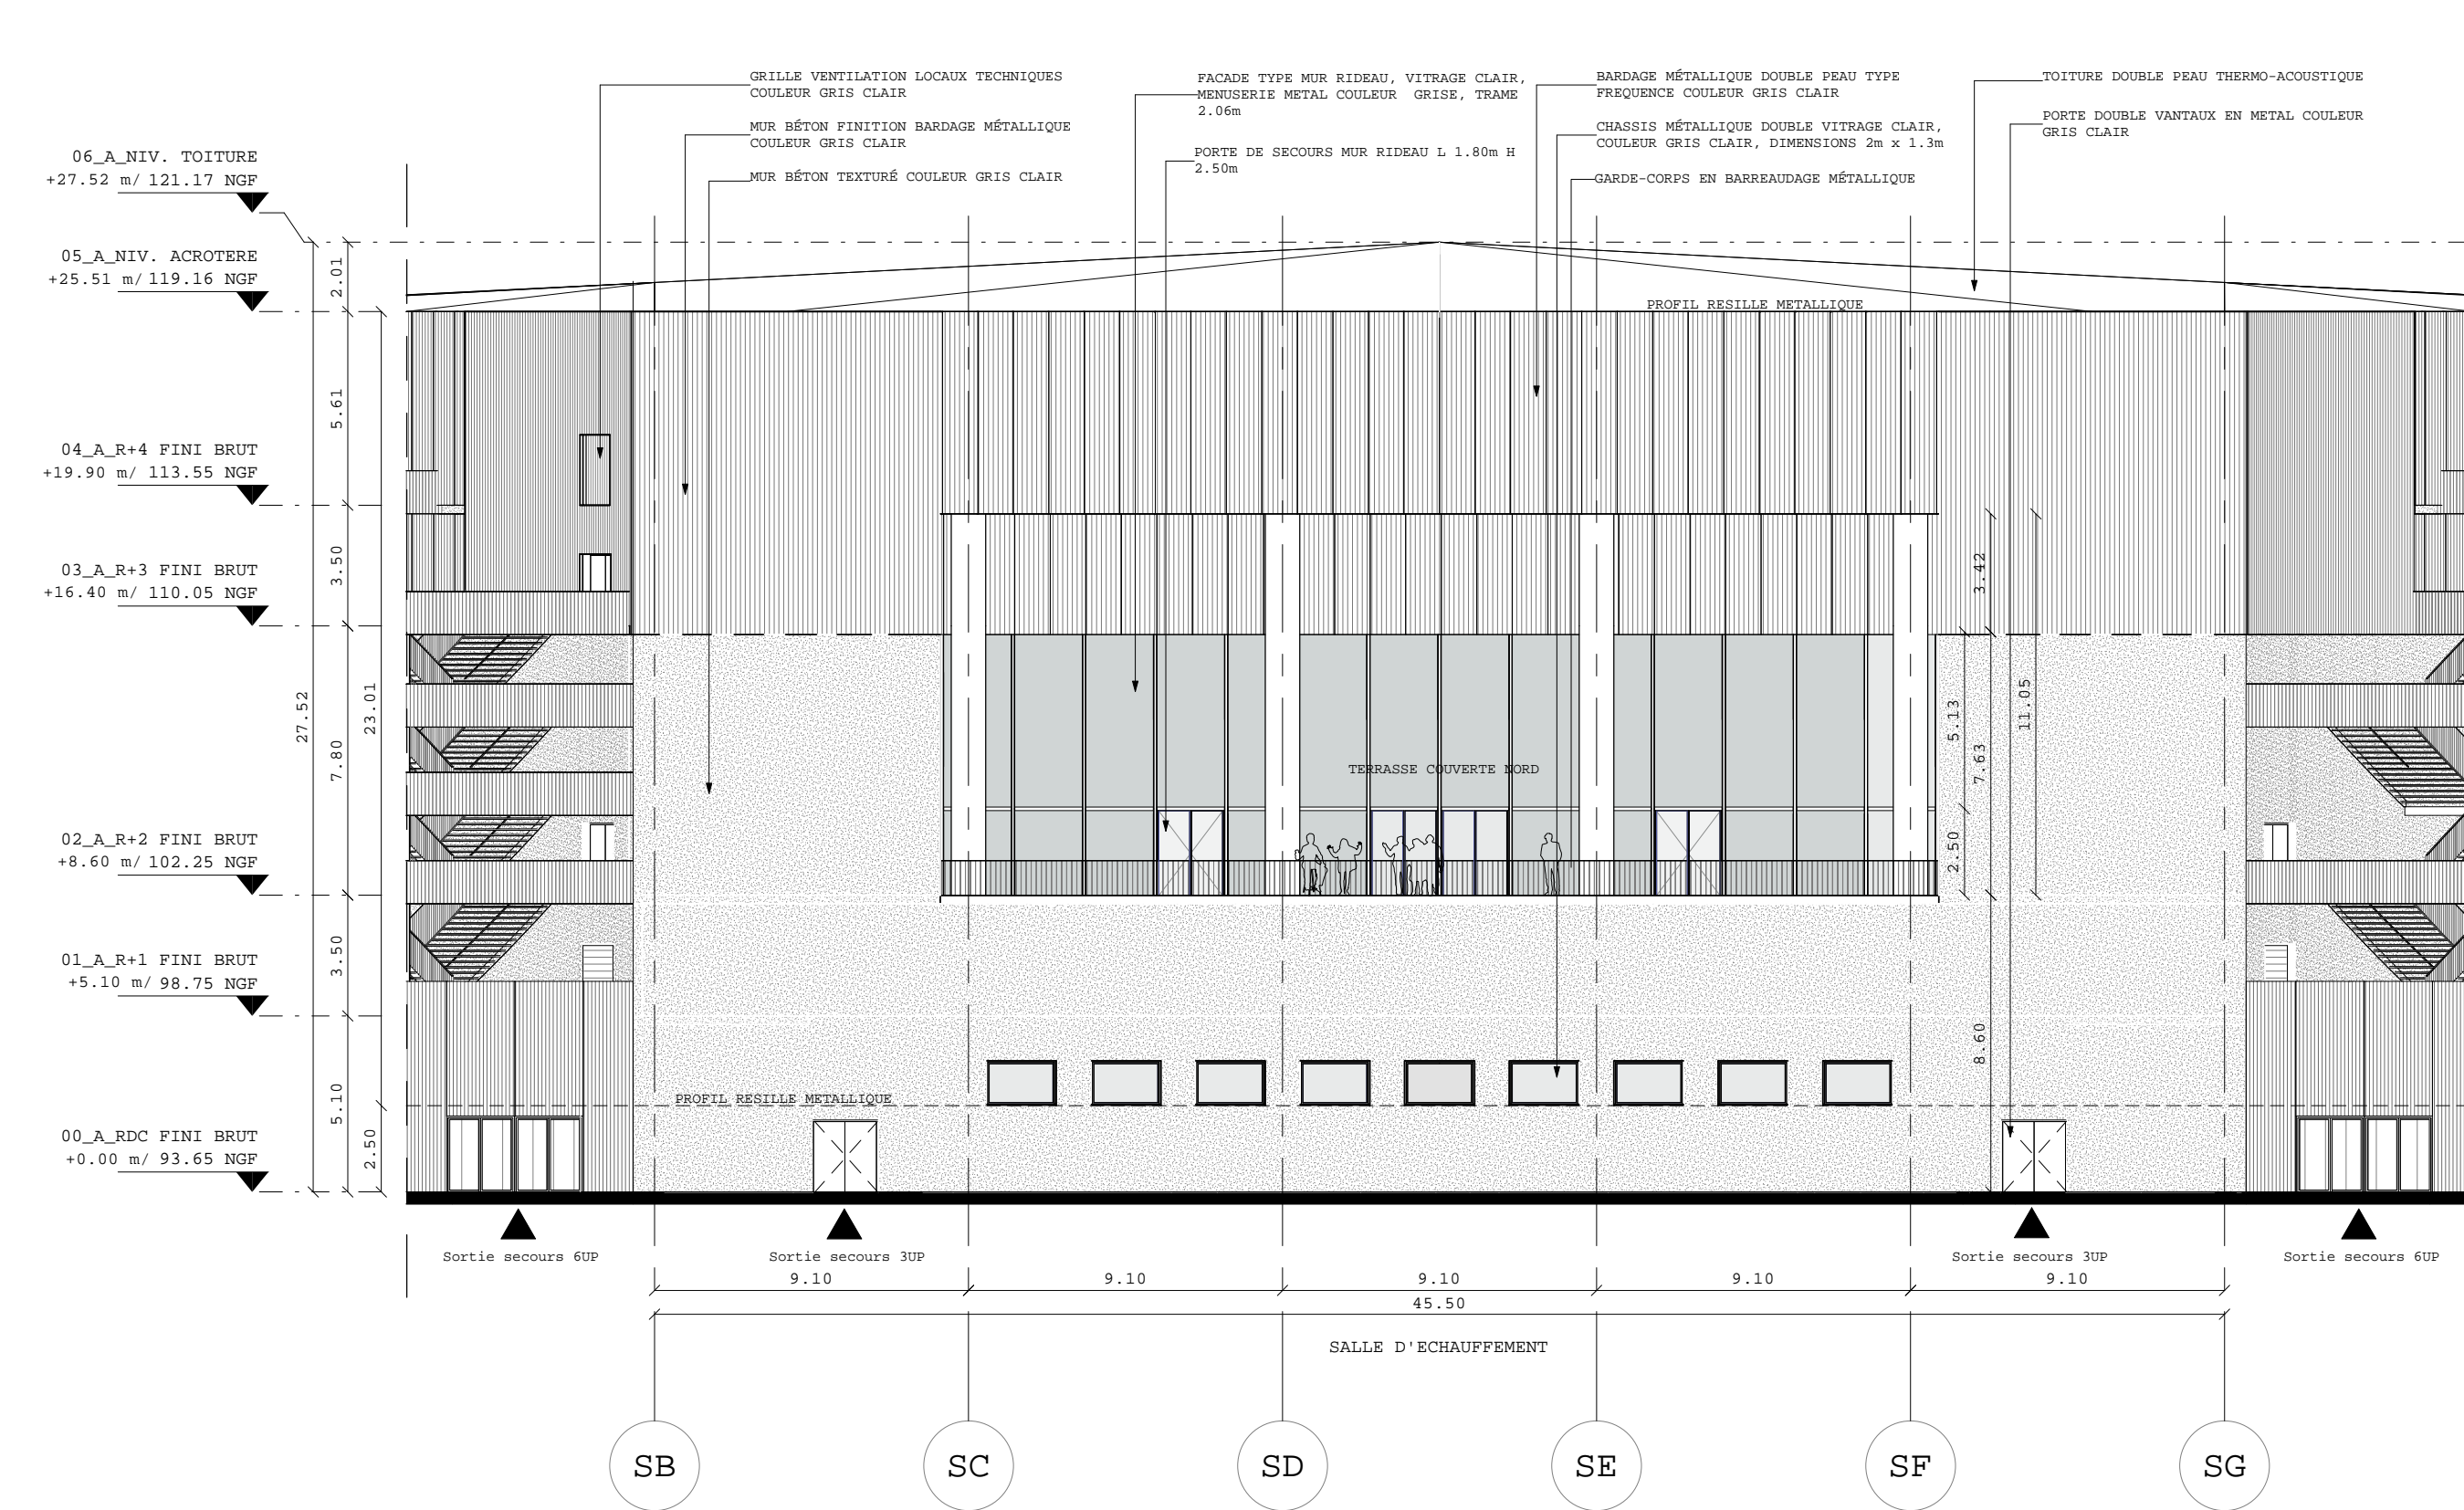 GRILLE VENTILATION LOCAUX TECHNIQUES
COULEUR GRIS CLAIR
MUR BÉTON FINITION BARDAGE MÉTALLIQUE
COULEUR GRIS CLAIR
MUR BÉTON TEXTURÉ COULEUR GRIS CLAIR
FACADE TYPE MUR RIDEAU, VITRAGE CLAIR,
MENUSERIE METAL COULEUR GRISE, TRAME
2.06m
PORTE DE SECOURS MUR RIDEAU L 1.80m H
2.50m
BARDAGE MÉTALLIQUE DOUBLE PEAU TYPE
FREQUENCE COULEUR GRIS CLAIR
CHASSIS MÉTALLIQUE DOUBLE VITRAGE CLAIR,
COULEUR GRIS CLAIR, DIMENSIONS 2m x 1.3m
GARDE-CORPS EN BARREAUDAGE MÉTALLIQUE
TOITURE DOUBLE PEAU THERMO-ACOUSTIQUE
PORTE DOUBLE VANTAUX EN METAL COULEUR
GRIS CLAIR
06_A_NIV. TOITURE
+27.52 m/ 121.17 NGF
05_A_NIV. ACROTERE
+25.51 m/ 119.16 NGF
04_A_R+4 FINI BRUT
+19.90 m/ 113.55 NGF
03_A_R+3 FINI BRUT
+16.40 m/ 110.05 NGF
02_A_R+2 FINI BRUT
+8.60 m/ 102.25 NGF
01_A_R+1 FINI BRUT
+5.10 m/ 98.75 NGF
00_A_RDC FINI BRUT
+0.00 m/ 93.65 NGF
27.52
2.01
5.61
3.50
7.80
3.50
5.10
23.01
2.50
PROFIL RESILLE METALLIQUE
TERRASSE COUVERTE NORD
3.42
5.13
7.63
11.05
2.50
8.60
PROFIL RESILLE METALLIQUE
Sortie secours 6UP
Sortie secours 3UP
Sortie secours 3UP
Sortie secours 6UP
9.10
9.10
9.10
9.10
9.10
45.50
SALLE D'ECHAUFFEMENT
SB
SC
SD
SE
SF
SG